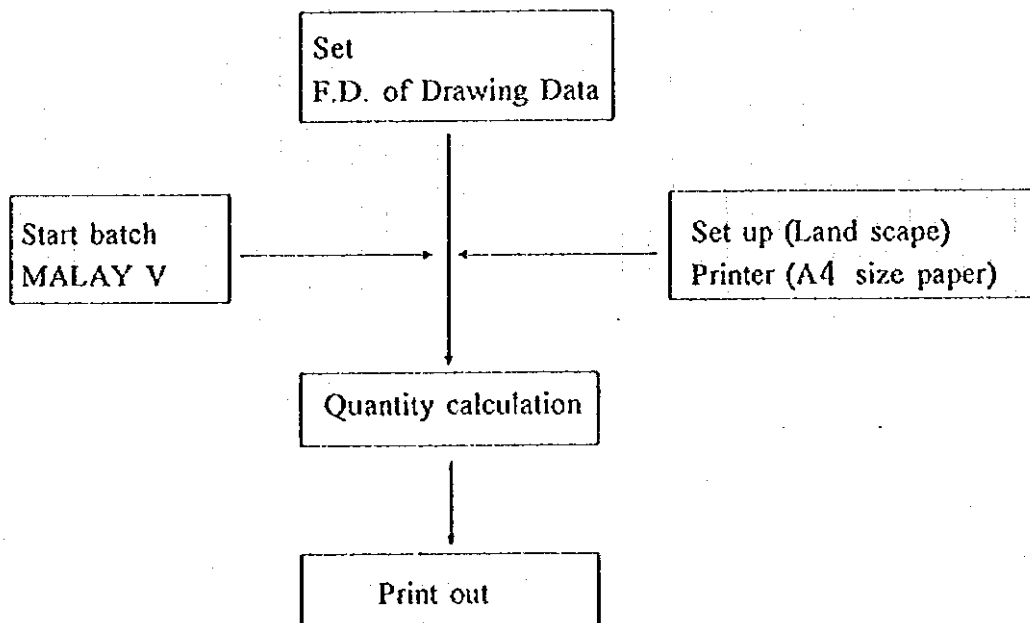 Set
F.D. of Drawing Data
Start batch
MALAY V
Set up (Land scape)
Printer (A4 size paper)
Quantity calculation
Print out